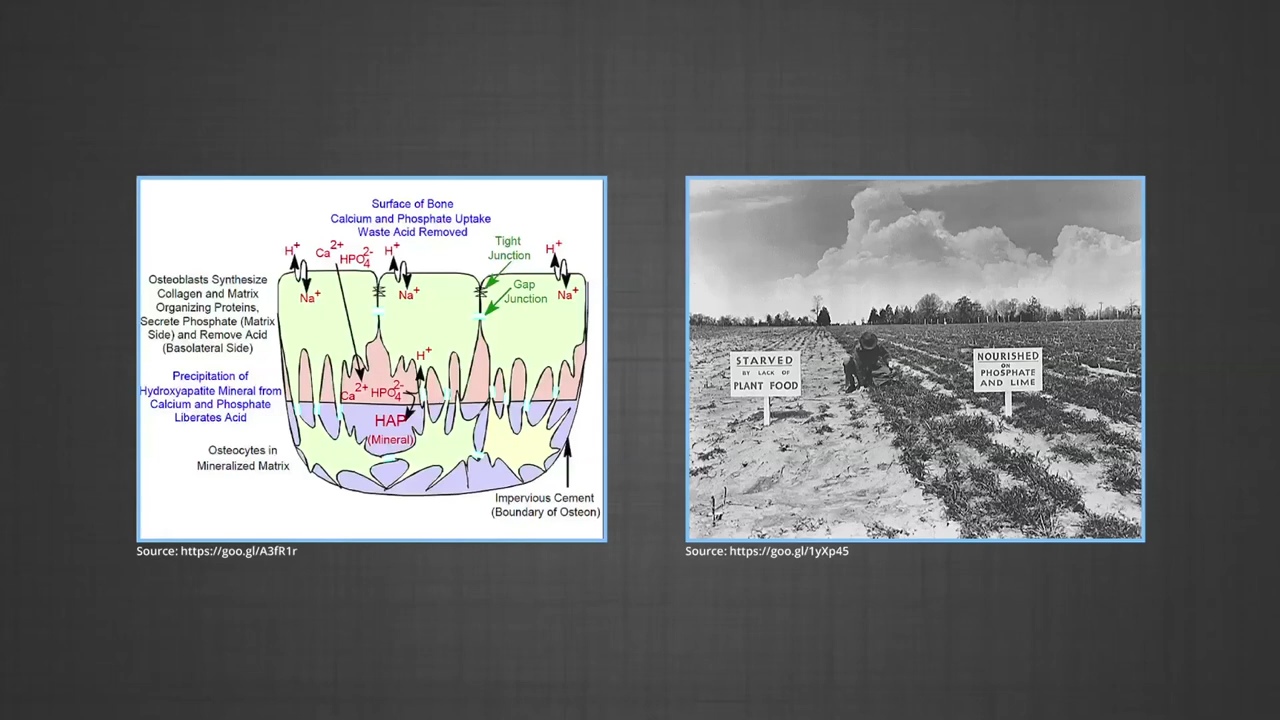 Surface of Bone
Calcium and Phosphate Uptake
Waste Acid Removed
H+
Ca2+
HPO42-
H+
Tight
Junction
H+
Na+
Na+
Gap
Junction
Na+
Osteoblasts Synthesize
Collagen and Matrix
Organizing Proteins,
Secrete Phosphate (Matrix
Side) and Remove Acid
(Basolateral Side)
H+
Precipitation of
Hydroxyapatite Mineral from
Calcium and Phosphate
Liberates Acid
Ca2+ HPO42-
HAP
(Mineral)
Osteocytes in
Mineralized Matrix
Impervious Cement
(Boundary of Osteon)
Source: https://goo.gl/A3fR1r
STARVED
BY LACK OF
PLANT FOOD
NOURISHED
ON
PHOSPHATE
AND LIME
Source: https://goo.gl/1yXp45